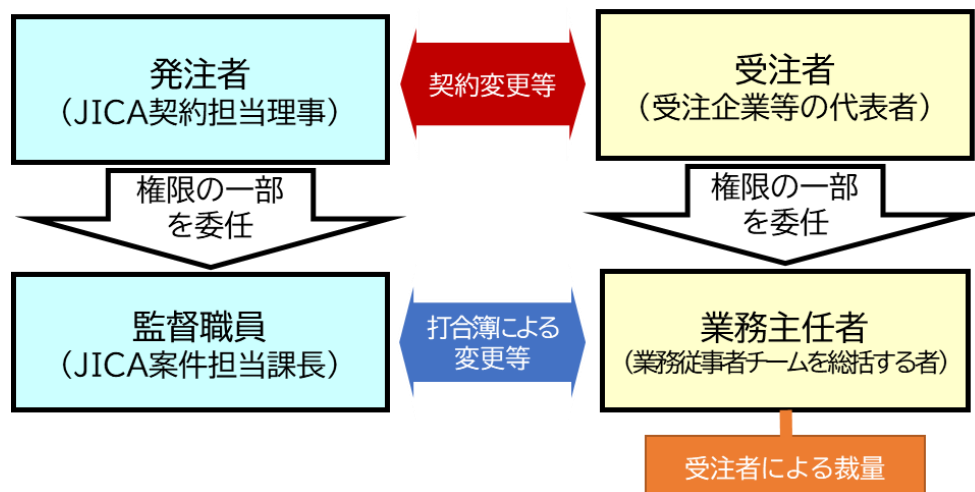 発注者
（JICA契約担当理事）
契約変更等
受注者
（受注企業等の代表者）
権限の一部
を委任
権限の一部
を委任
監督職員
（JICA案件担当課長）
打合簿による
変更等
業務主任者
（業務従事者チームを総括する者）
受注者による裁量